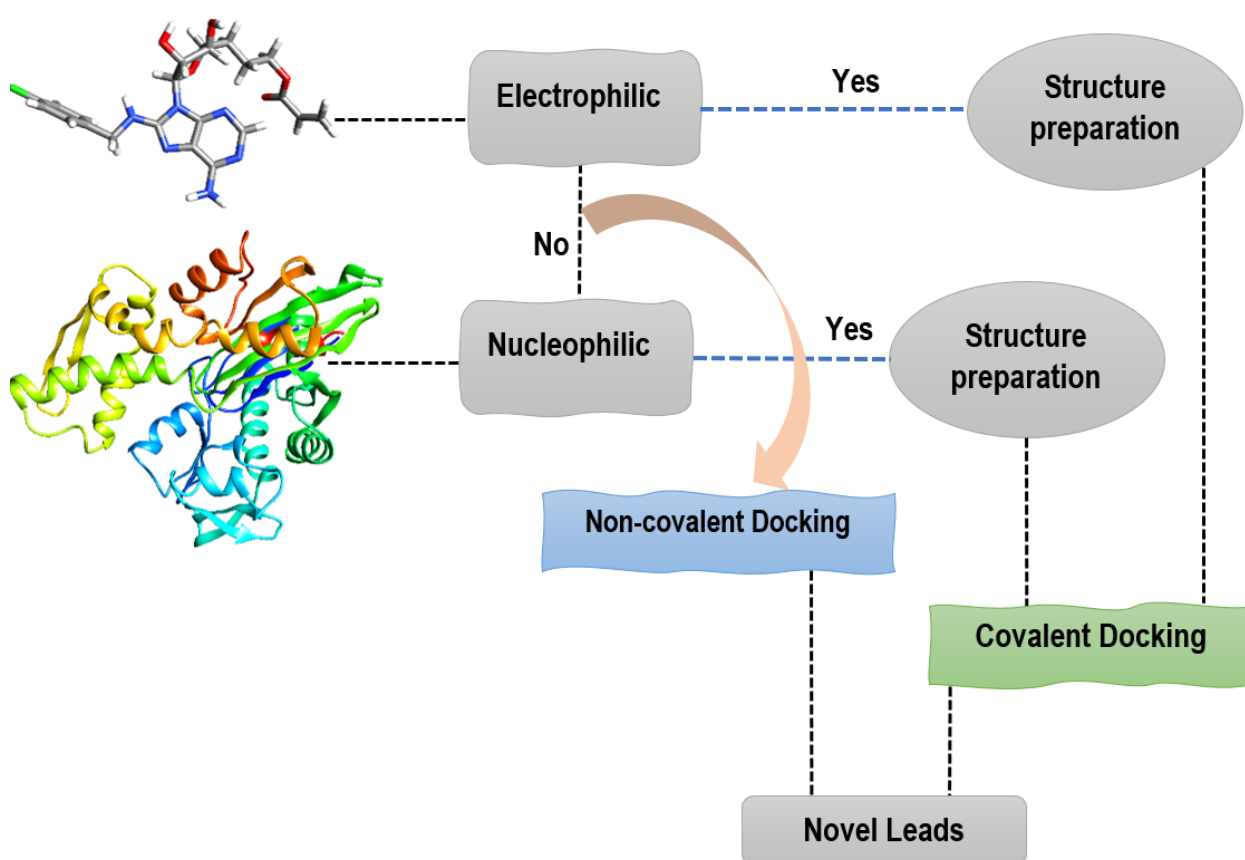 Electrophilic
Yes
Structure
preparation
No
Nucleophilic
Yes
Structure
preparation
Non-covalent Docking
Covalent Docking
Novel Leads